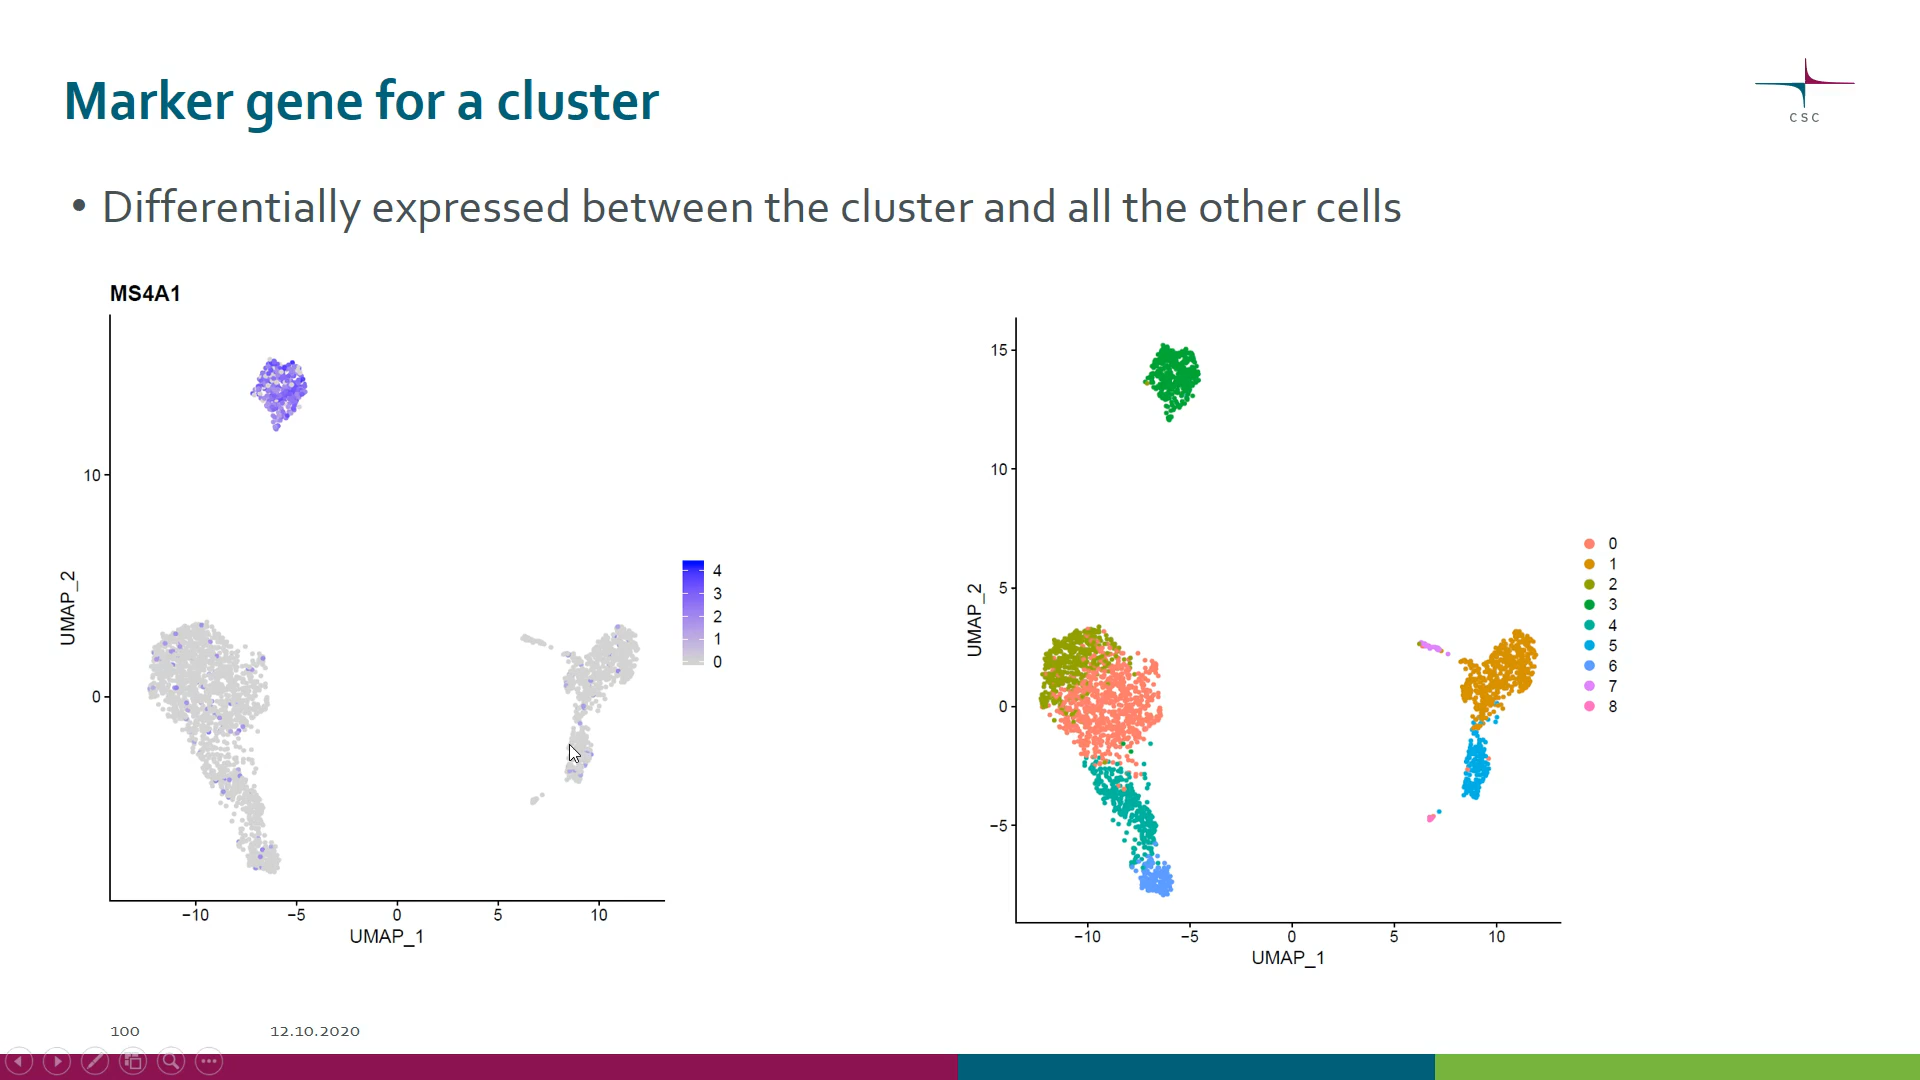 Marker gene for a cluster
CSC
• Differentially expressed between the cluster and all the other cells
MS4A1
10
0
UMAP_2
−10 −5 0 5 10
UMAP_1
4
3
2
1
0
15
10
5
0
−5
UMAP_2
−10 −5 0 5 10
UMAP_1
0
1
2
3
4
5
6
7
8
100 12.10.2020